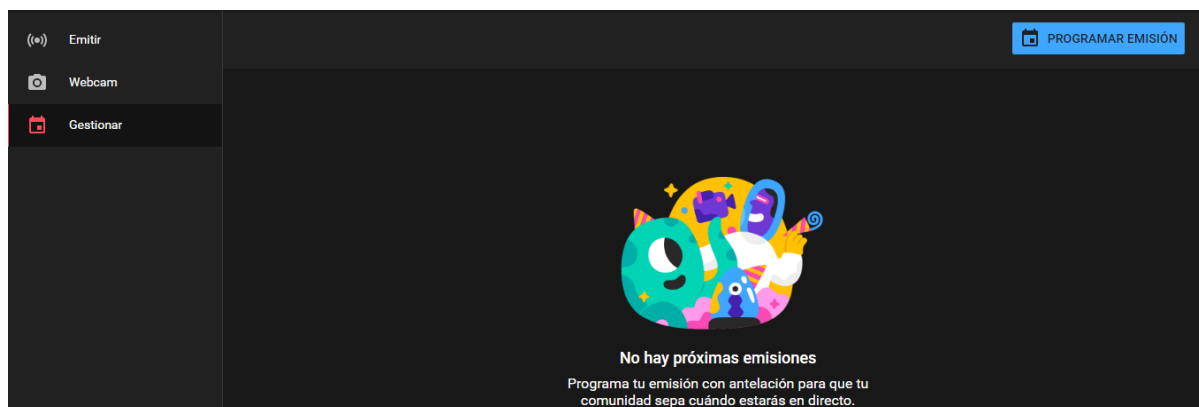 Emitir
PROGRAMAR EMISIÓN
Webcam
Gestionar
No hay próximas emisiones
Programa tu emisión con antelación para que tu
comunidad sepa cuándo estarás en directo.